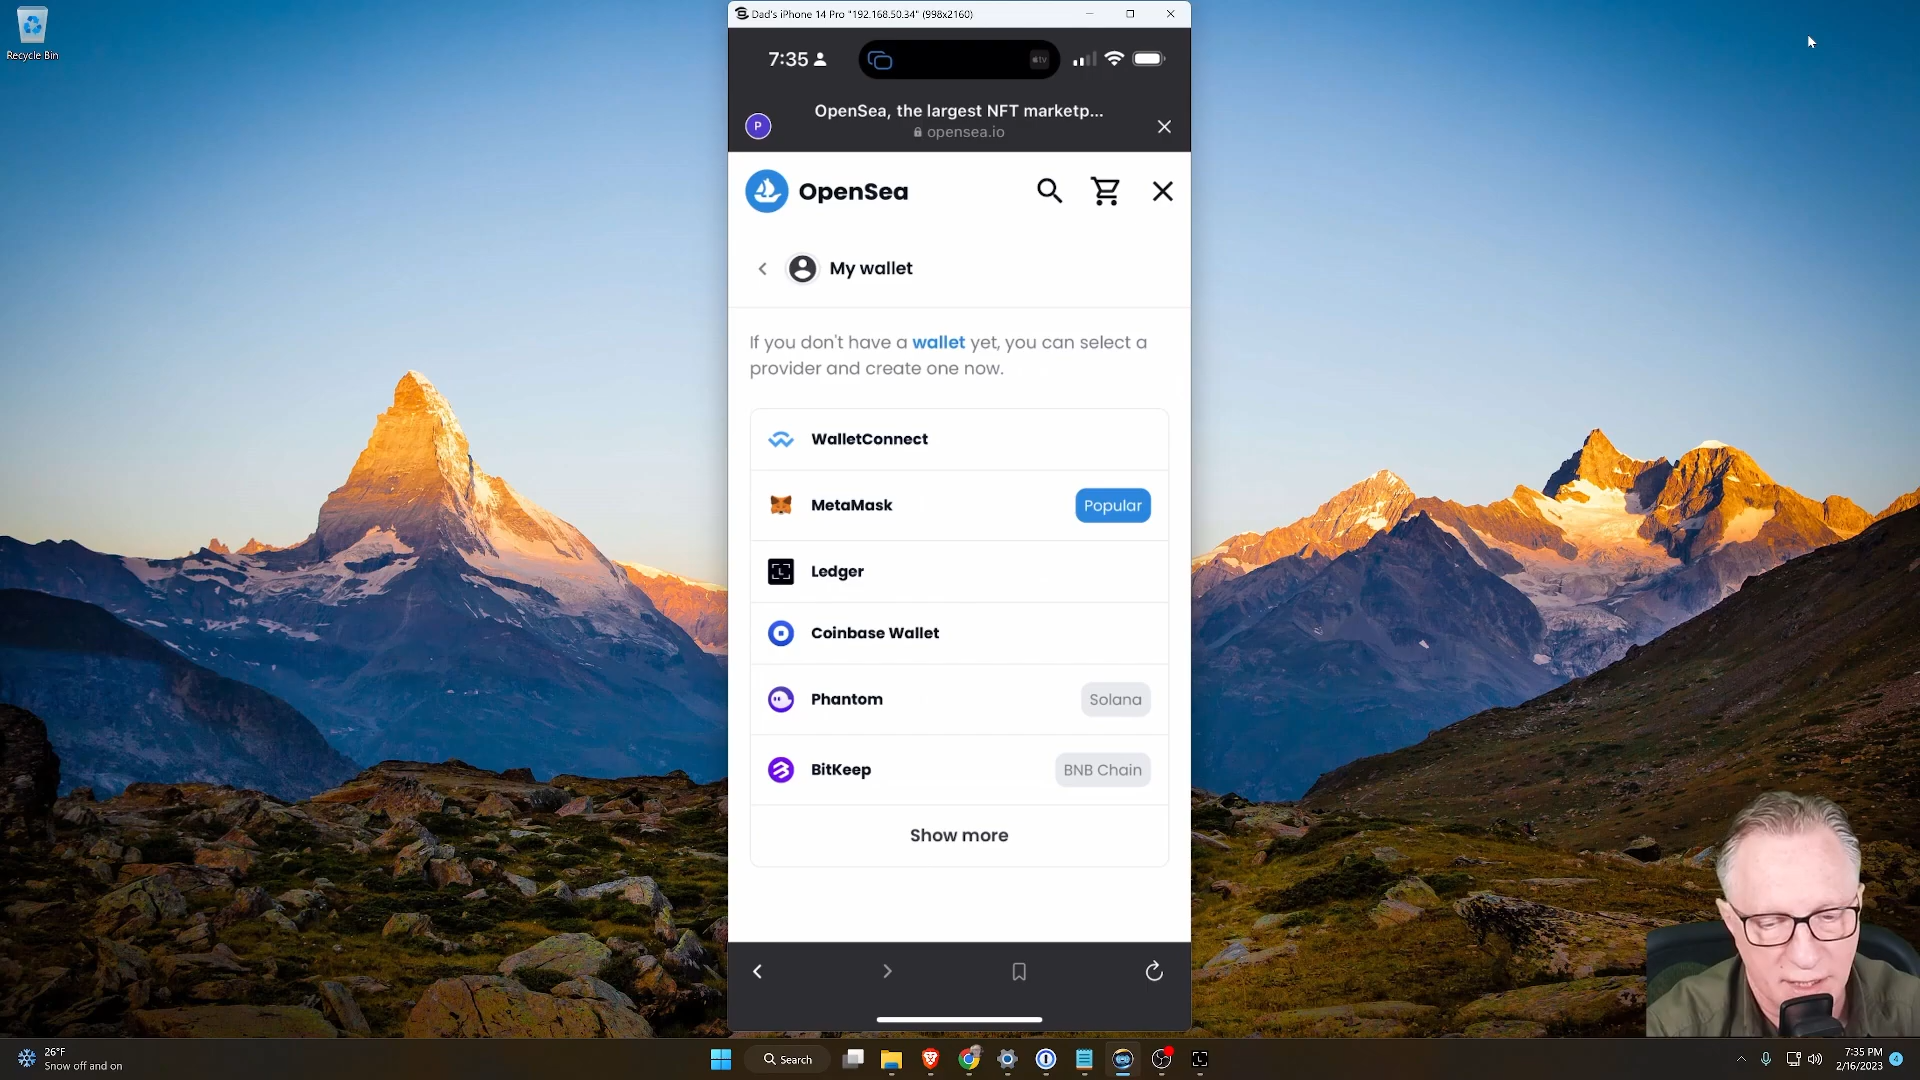 Recycle Bin
Dad's iPhone 14 Pro "192.168.50.34" (998x2160)
7:35
tv
P
OpenSea, the largest NFT marketp...
opensea.io
OpenSea
My wallet
If you don't have a wallet yet, you can select a
provider and create one now.
WalletConnect
MetaMask
Popular
Ledger
Coinbase Wallet
Phantom
Solana
BitKeep
BNB Chain
Show more
26°F
Snow off and on
Search
7:35 PM
2/16/2023
4